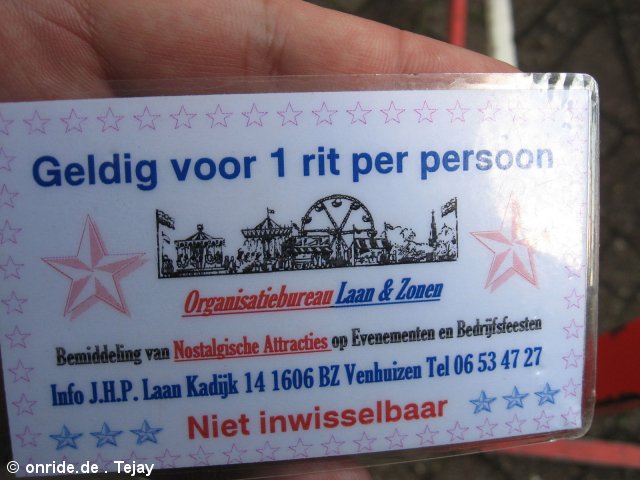 Geldig voor 1 rit per persoon
Organisatiebureau Laan & Zonen
Bemiddeling van Nostalgische Attracties op Evenementen en Bedrijfsfeesten
Info J.H.P. Laan Kadijk 14 1606 BZ Venhuizen Tel 06 53 47 27
Niet inwisselbaar
© onride.de . Tejay